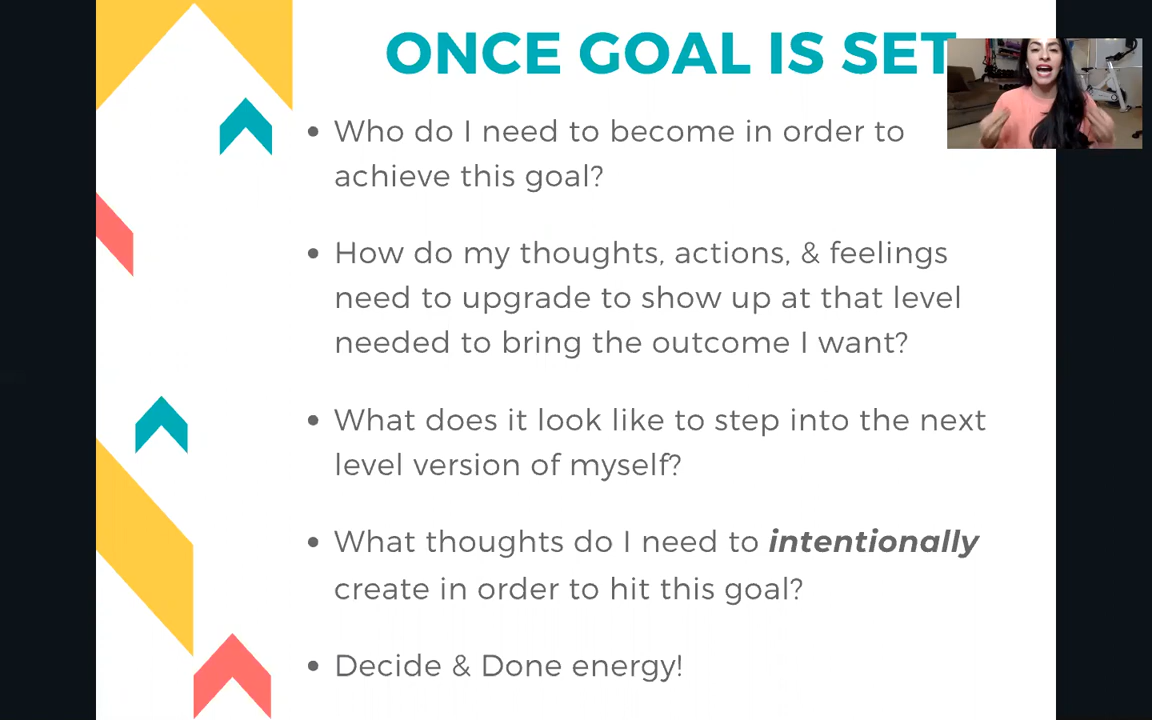 ONCE GOAL IS SET
• Who do I need to become in order to
achieve this goal?
• How do my thoughts, actions, & feelings
need to upgrade to show up at that level
needed to bring the outcome I want?
• What does it look like to step into the next
level version of myself?
• What thoughts do I need to intentionally
create in order to hit this goal?
• Decide & Done energy!